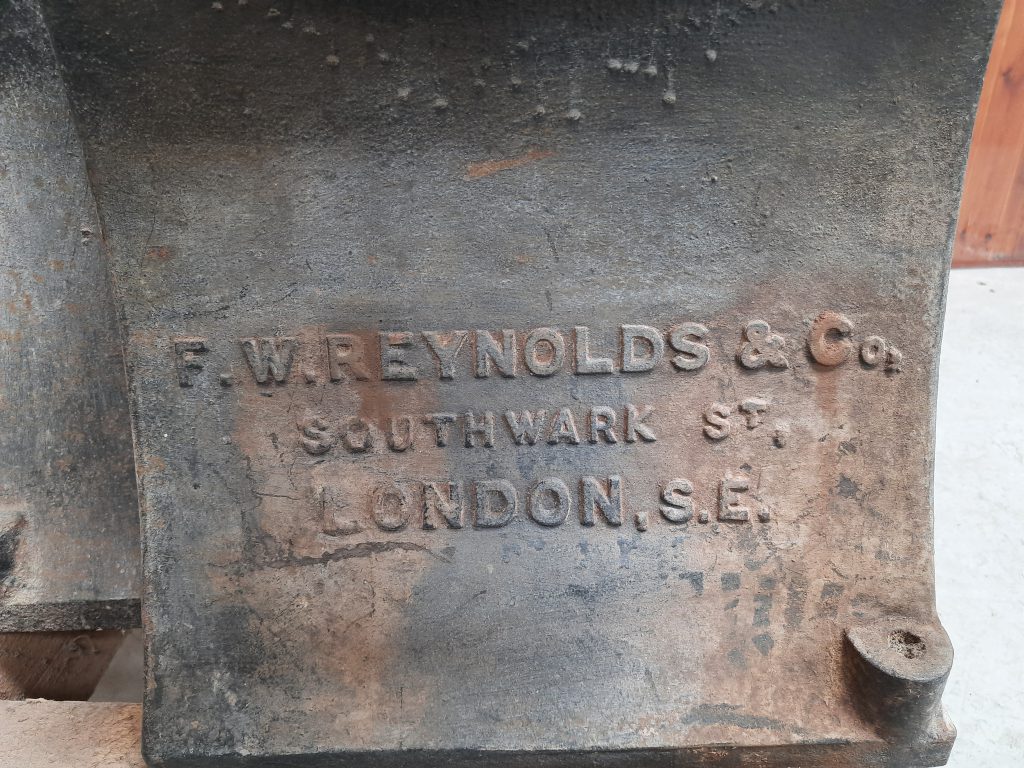 F. W. REYNOLDS & Co.,
SOUTHWARK ST.,
LONDON, S.E.